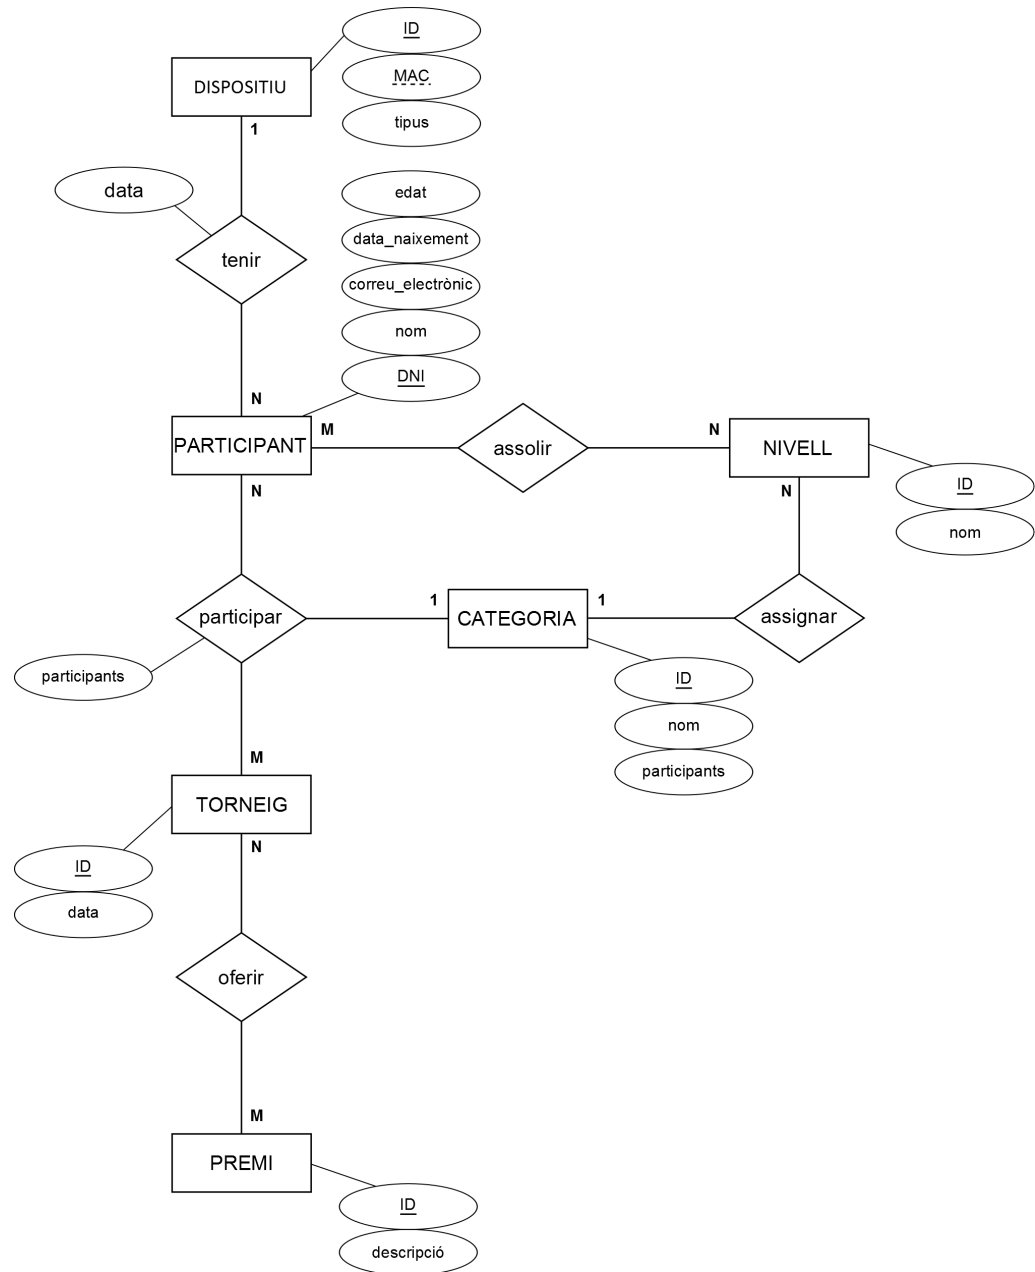 ID
DISPOSITIU
MAC
tipus
1
data
edat
data_naixement
tenir
correu_electrònic
nom
DNI
N
PARTICIPANT
M
assolir
N
NIVELL
N
N
ID
nom
participar
1
CATEGORIA
1
assignar
participants
ID
nom
participants
M
TORNEIG
N
ID
data
oferir
M
PREMI
ID
descripció